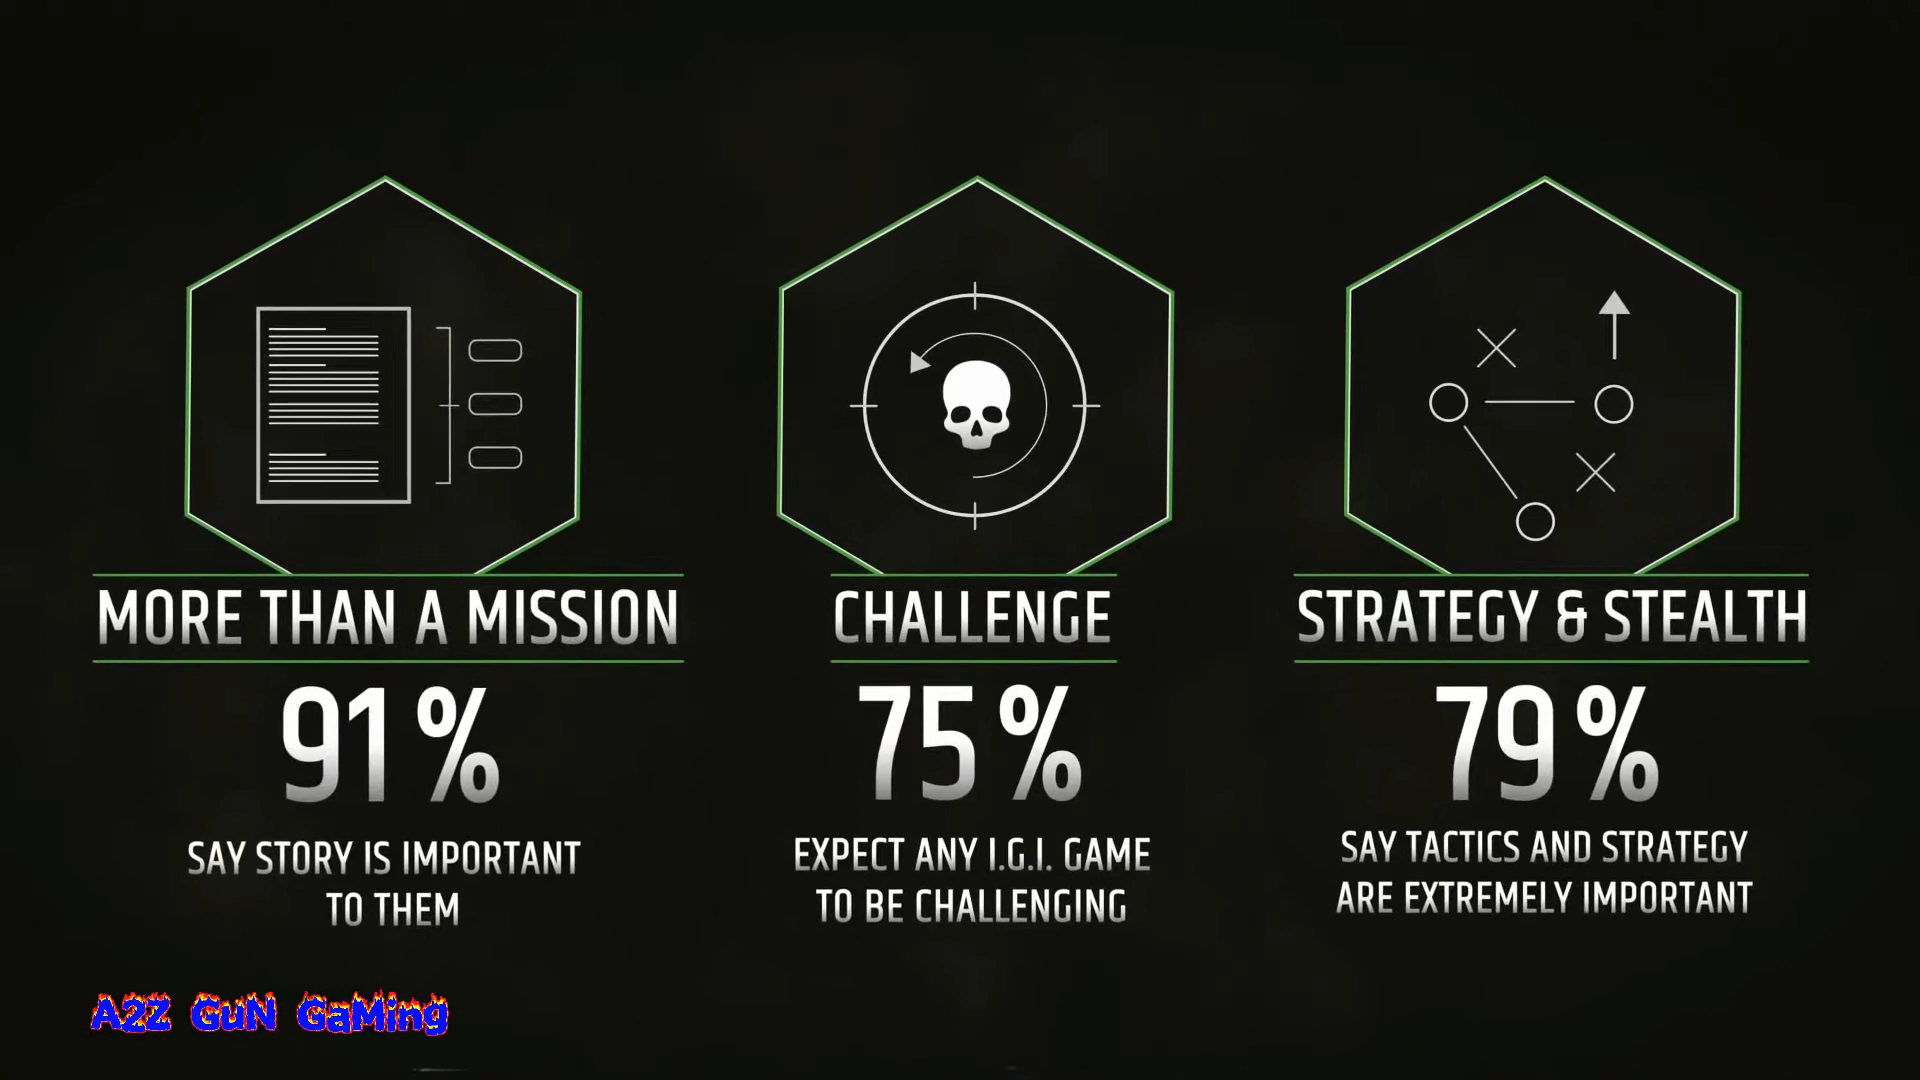 MORE THAN A MISSION
91%
SAY STORY IS IMPORTANT
TO THEM
CHALLENGE
75%
EXPECT ANY I.G.I. GAME
TO BE CHALLENGING
STRATEGY & STEALTH
79%
SAY TACTICS AND STRATEGY
ARE EXTREMELY IMPORTANT
A2Z GuN GaMing